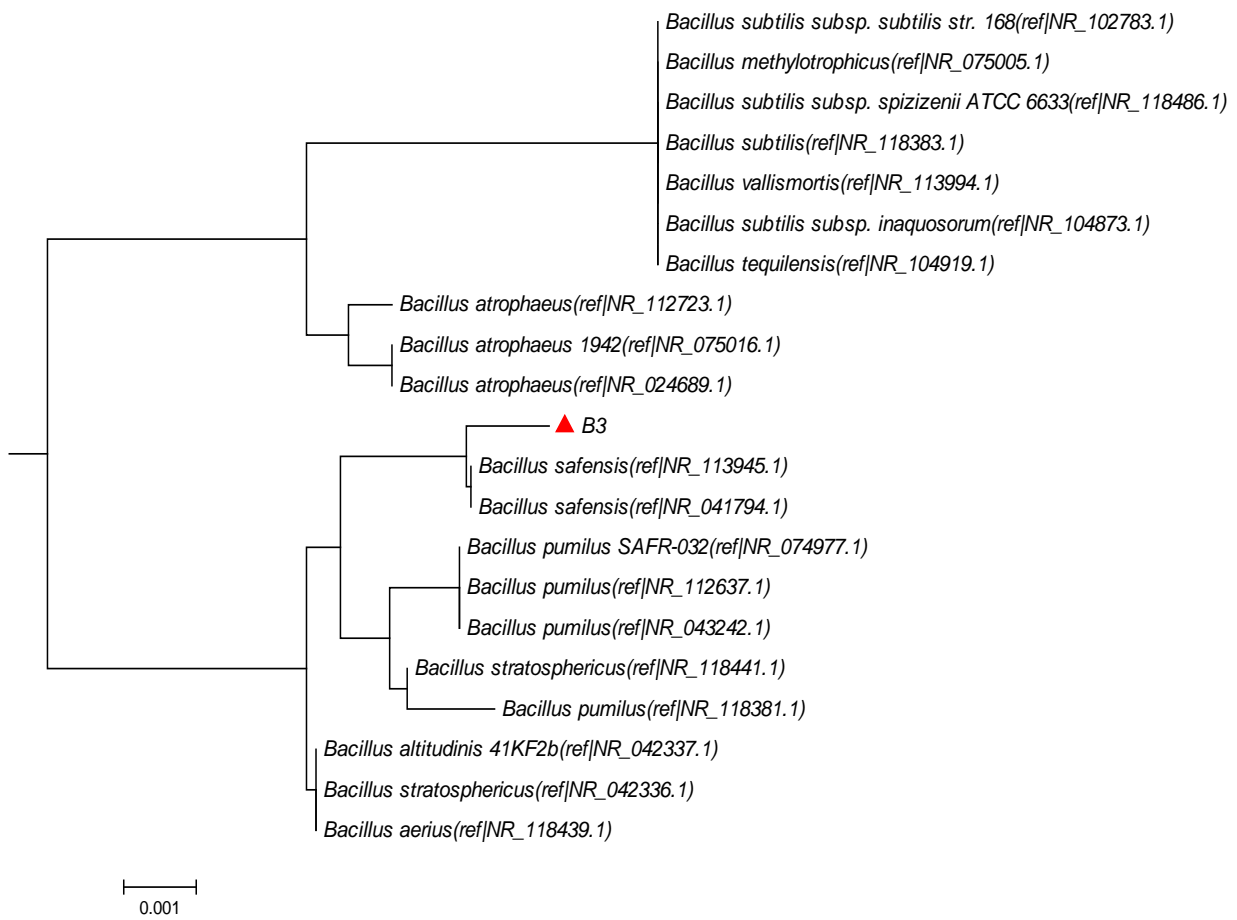 Bacillus subtilis subsp. subtilis str. 168(ref|NR_102783.1)
Bacillus methylotrophicus(ref|NR_075005.1)
Bacillus subtilis subsp. spizizenii ATCC 6633(ref|NR_118486.1)
Bacillus subtilis(ref|NR_118383.1)
Bacillus vallismortis(ref|NR_113994.1)
Bacillus subtilis subsp. inaquosorum(ref|NR_104873.1)
Bacillus tequilensis(ref|NR_104919.1)
Bacillus atrophaeus(ref|NR_112723.1)
Bacillus atrophaeus 1942(ref|NR_075016.1)
Bacillus atrophaeus(ref|NR_024689.1)
B3
Bacillus safensis(ref|NR_113945.1)
Bacillus safensis(ref|NR_041794.1)
Bacillus pumilus SAFR-032(ref|NR_074977.1)
Bacillus pumilus(ref|NR_112637.1)
Bacillus pumilus(ref|NR_043242.1)
Bacillus stratosphericus(ref|NR_118441.1)
Bacillus pumilus(ref|NR_118381.1)
Bacillus altitudinis 41KF2b(ref|NR_042337.1)
Bacillus stratosphericus(ref|NR_042336.1)
Bacillus aerius(ref|NR_118439.1)
0.001